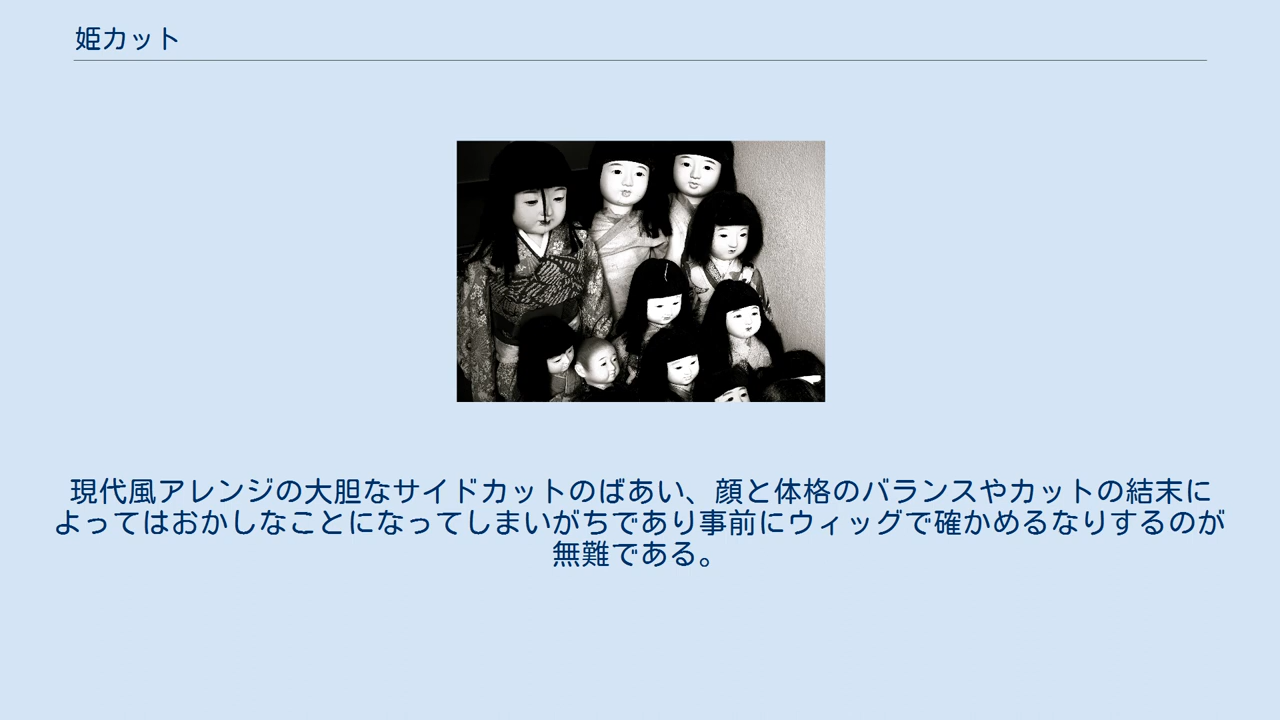 姫カット
現代風アレンジの大胆なサイドカットのばあい、顔と体格のバランスやカットの結末に
よってはおかしなことになってしまいがちであり事前にウィッグで確かめるなりするのが
無難である。